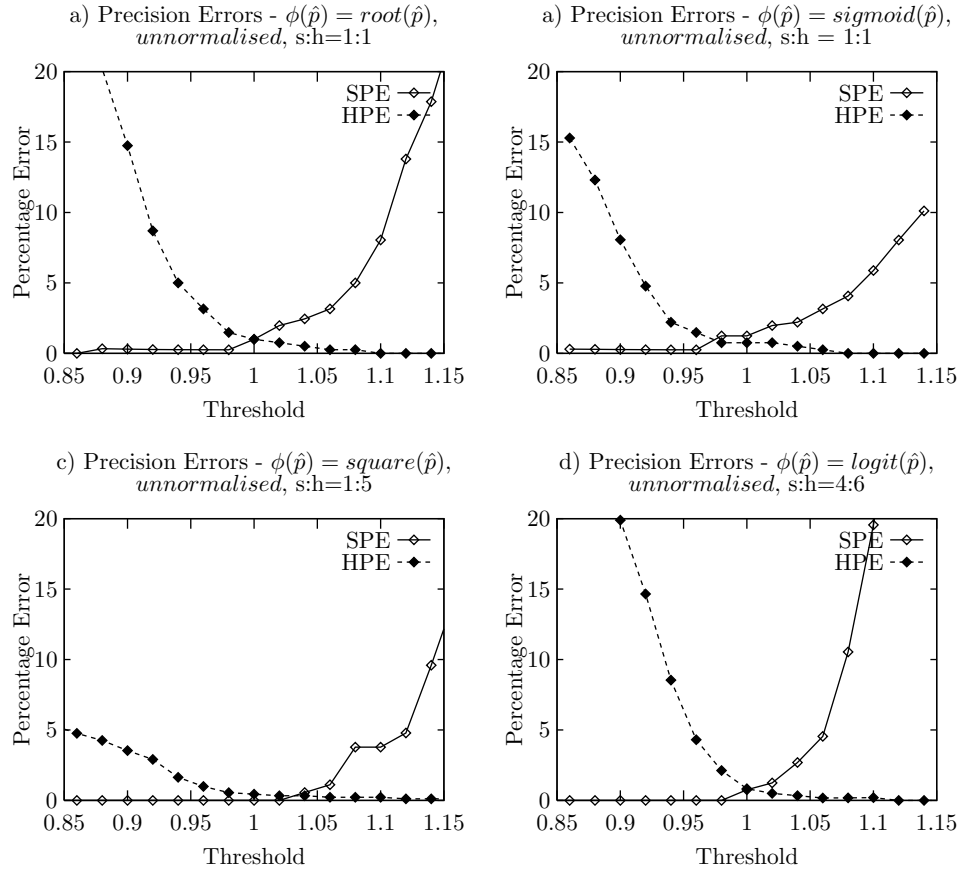 a) Precision Errors - ϕ(p̂) = root(p̂),
unnormalised, s:h=1:1
20
15
10
5
0
0.85 0.9 0.95 1 1.05 1.1 1.15
Percentage Error
Threshold
SPE
HPE
a) Precision Errors - ϕ(p̂) = sigmoid(p̂),
unnormalised, s:h = 1:1
20
15
10
5
0
0.85 0.9 0.95 1 1.05 1.1 1.15
Percentage Error
Threshold
SPE
HPE
c) Precision Errors - ϕ(p̂) = square(p̂),
unnormalised, s:h=1:5
20
15
10
5
0
0.85 0.9 0.95 1 1.05 1.1 1.15
Percentage Error
Threshold
SPE
HPE
d) Precision Errors - ϕ(p̂) = logit(p̂),
unnormalised, s:h=4:6
20
15
10
5
0
0.85 0.9 0.95 1 1.05 1.1 1.15
Percentage Error
Threshold
SPE
HPE